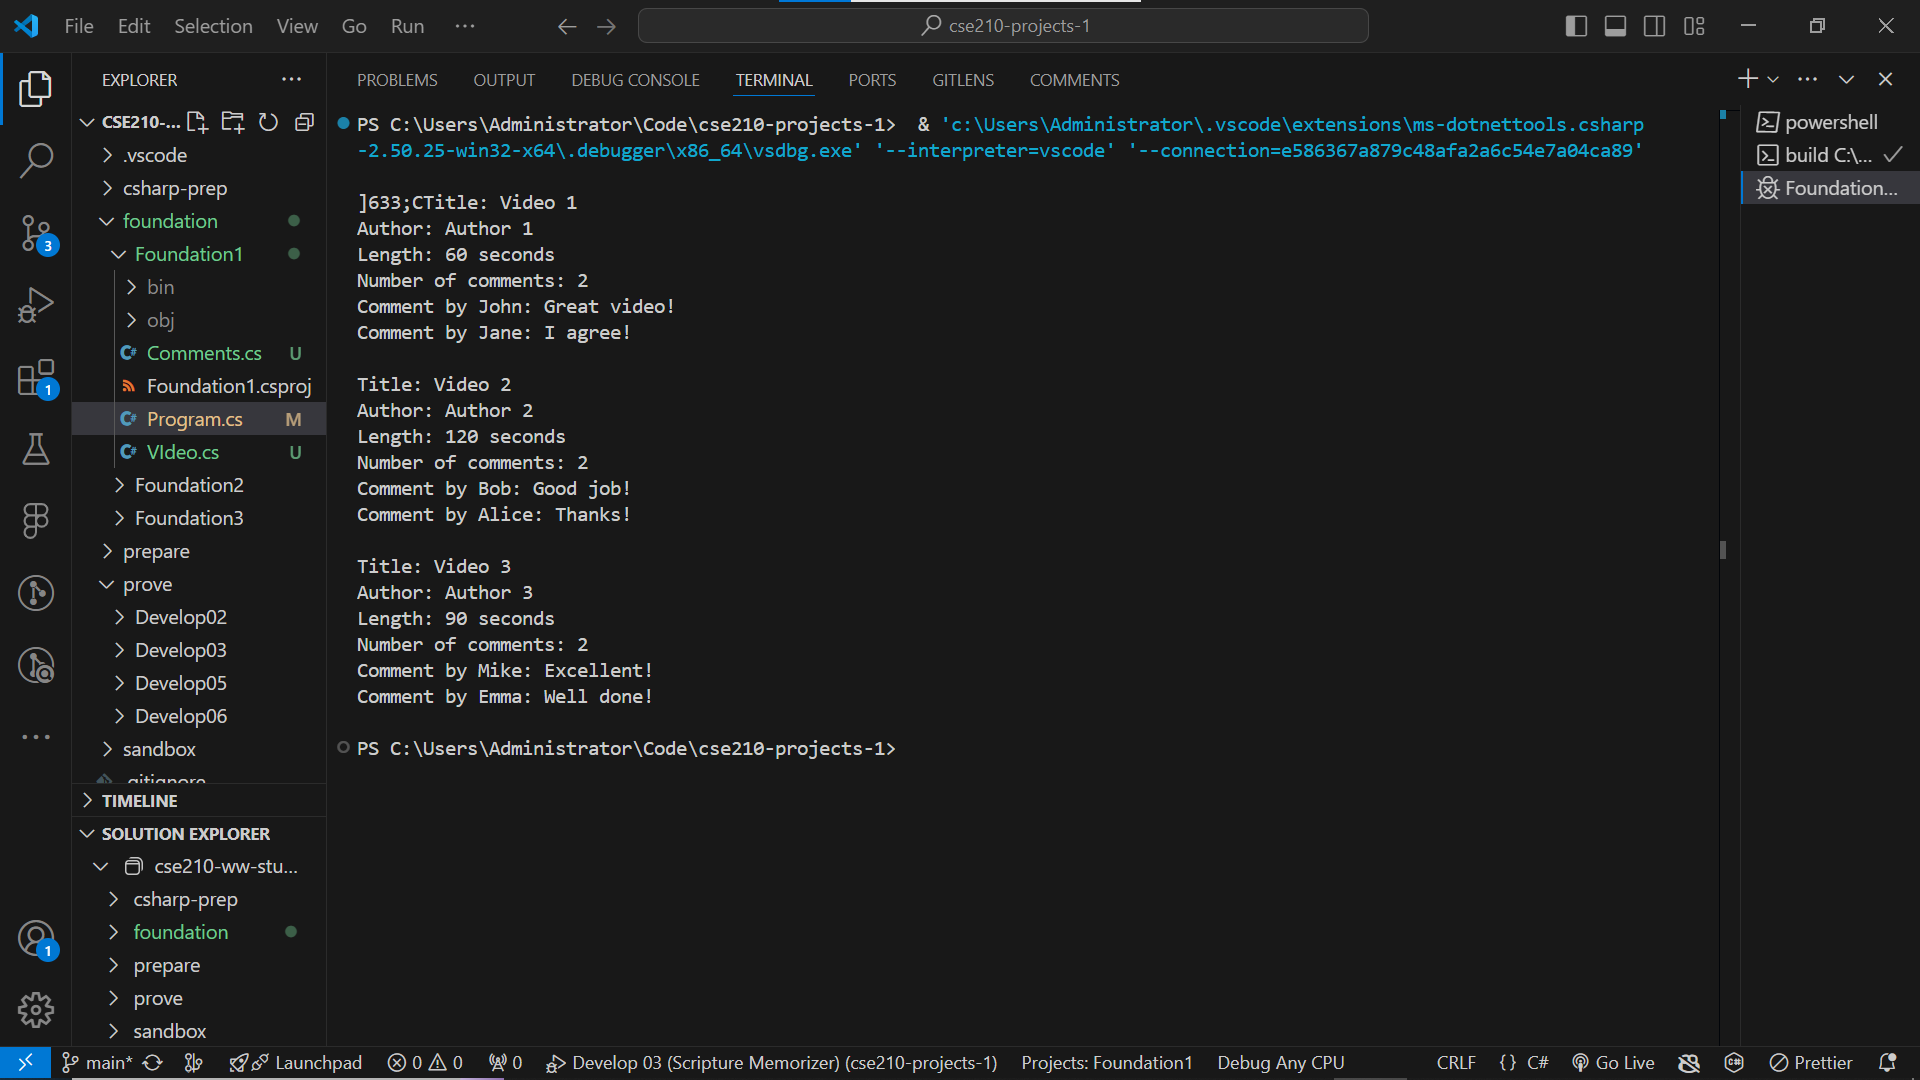 File Edit Selection View Go Run ··· cse210-projects-1
EXPLORER ···
CSE210-...
.vscode
csharp-prep
foundation
Foundation1
bin
obj
Comments.cs U
Foundation1.csproj
Program.cs M
VIdeo.cs U
Foundation2
Foundation3
prepare
prove
Develop02
Develop03
Develop05
Develop06
sandbox
.gitignore
TIMELINE
SOLUTION EXPLORER
cse210-ww-stu...
csharp-prep
foundation
prepare
prove
sandbox
3
1
1
PROBLEMS OUTPUT DEBUG CONSOLE TERMINAL PORTS GITLENS COMMENTS
PS C:\Users\Administrator\Code\cse210-projects-1>  & 'c:\Users\Administrator\.vscode\extensions\ms-dotnettools.csharp
-2.50.25-win32-x64\.debugger\x86_64\vsdbg.exe' '--interpreter=vscode' '--connection=e586367a879c48afa2a6c54e7a04ca89'
]633;CTitle: Video 1
Author: Author 1
Length: 60 seconds
Number of comments: 2
Comment by John: Great video!
Comment by Jane: I agree!
Title: Video 2
Author: Author 2
Length: 120 seconds
Number of comments: 2
Comment by Bob: Good job!
Comment by Alice: Thanks!
Title: Video 3
Author: Author 3
Length: 90 seconds
Number of comments: 2
Comment by Mike: Excellent!
Comment by Emma: Well done!
PS C:\Users\Administrator\Code\cse210-projects-1>
powershell
build C:\...
Foundation...
main* Launchpad 0 0 0 Develop 03 (Scripture Memorizer) (cse210-projects-1) Projects: Foundation1 Debug Any CPU CRLF {} C# Go Live Prettier